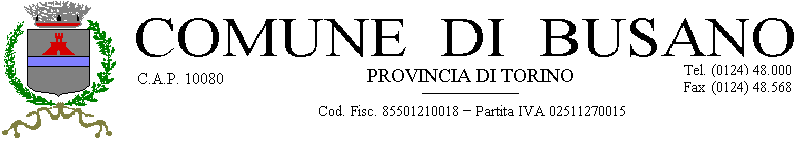 COMUNE DI BUSANO
C.A.P. 10080
PROVINCIA DI TORINO
Tel. (0124) 48.000
Fax (0124) 48.568
Cod. Fisc. 85501210018 – Partita IVA 02511270015